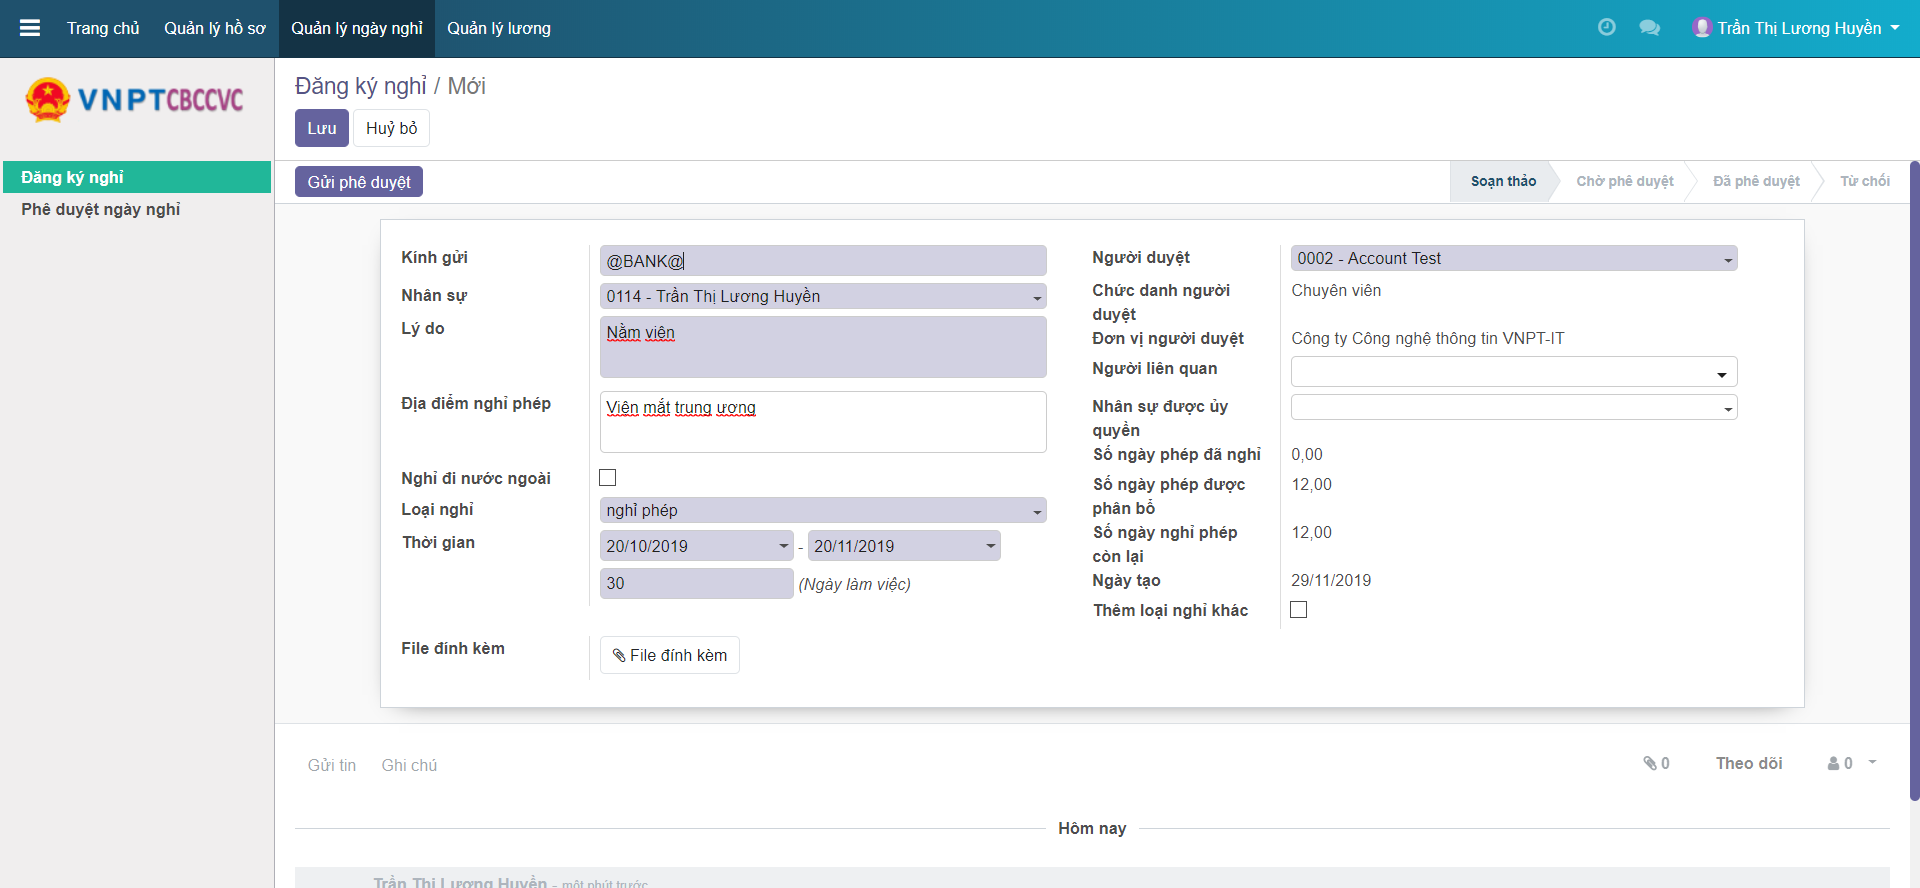 Trang chủ Quản lý hồ sơ Quản lý ngày nghỉ Quản lý lương Trần Thị Lương Huyền
VNPT CBCCVC
Đăng ký nghỉ
Phê duyệt ngày nghỉ
Đăng ký nghỉ / Mới
Lưu Huỷ bỏ
Gửi phê duyệt
Soạn thảo Chờ phê duyệt Đã phê duyệt Từ chối
Kính gửi @BANK@
Nhân sự 0114 - Trần Thị Lương Huyền
Lý do Nằm viện
Địa điểm nghỉ phép Viện mắt trung ương
Nghỉ đi nước ngoài
Loại nghỉ nghỉ phép
Thời gian 20/10/2019 - 20/11/2019
30 (Ngày làm việc)
File đính kèm File đính kèm
Người duyệt 0002 - Account Test
Chức danh người Chuyên viên
duyệt
Đơn vị người duyệt Công ty Công nghệ thông tin VNPT-IT
Người liên quan
Nhân sự được ủy
quyền
Số ngày phép đã nghỉ 0,00
Số ngày phép được 12,00
phân bổ
Số ngày nghỉ phép 12,00
còn lại
Ngày tạo 29/11/2019
Thêm loại nghỉ khác
Gửi tin Ghi chú 0 Theo dõi 0
Hôm nay
Trần Thị Lương Huyền - một phút trước